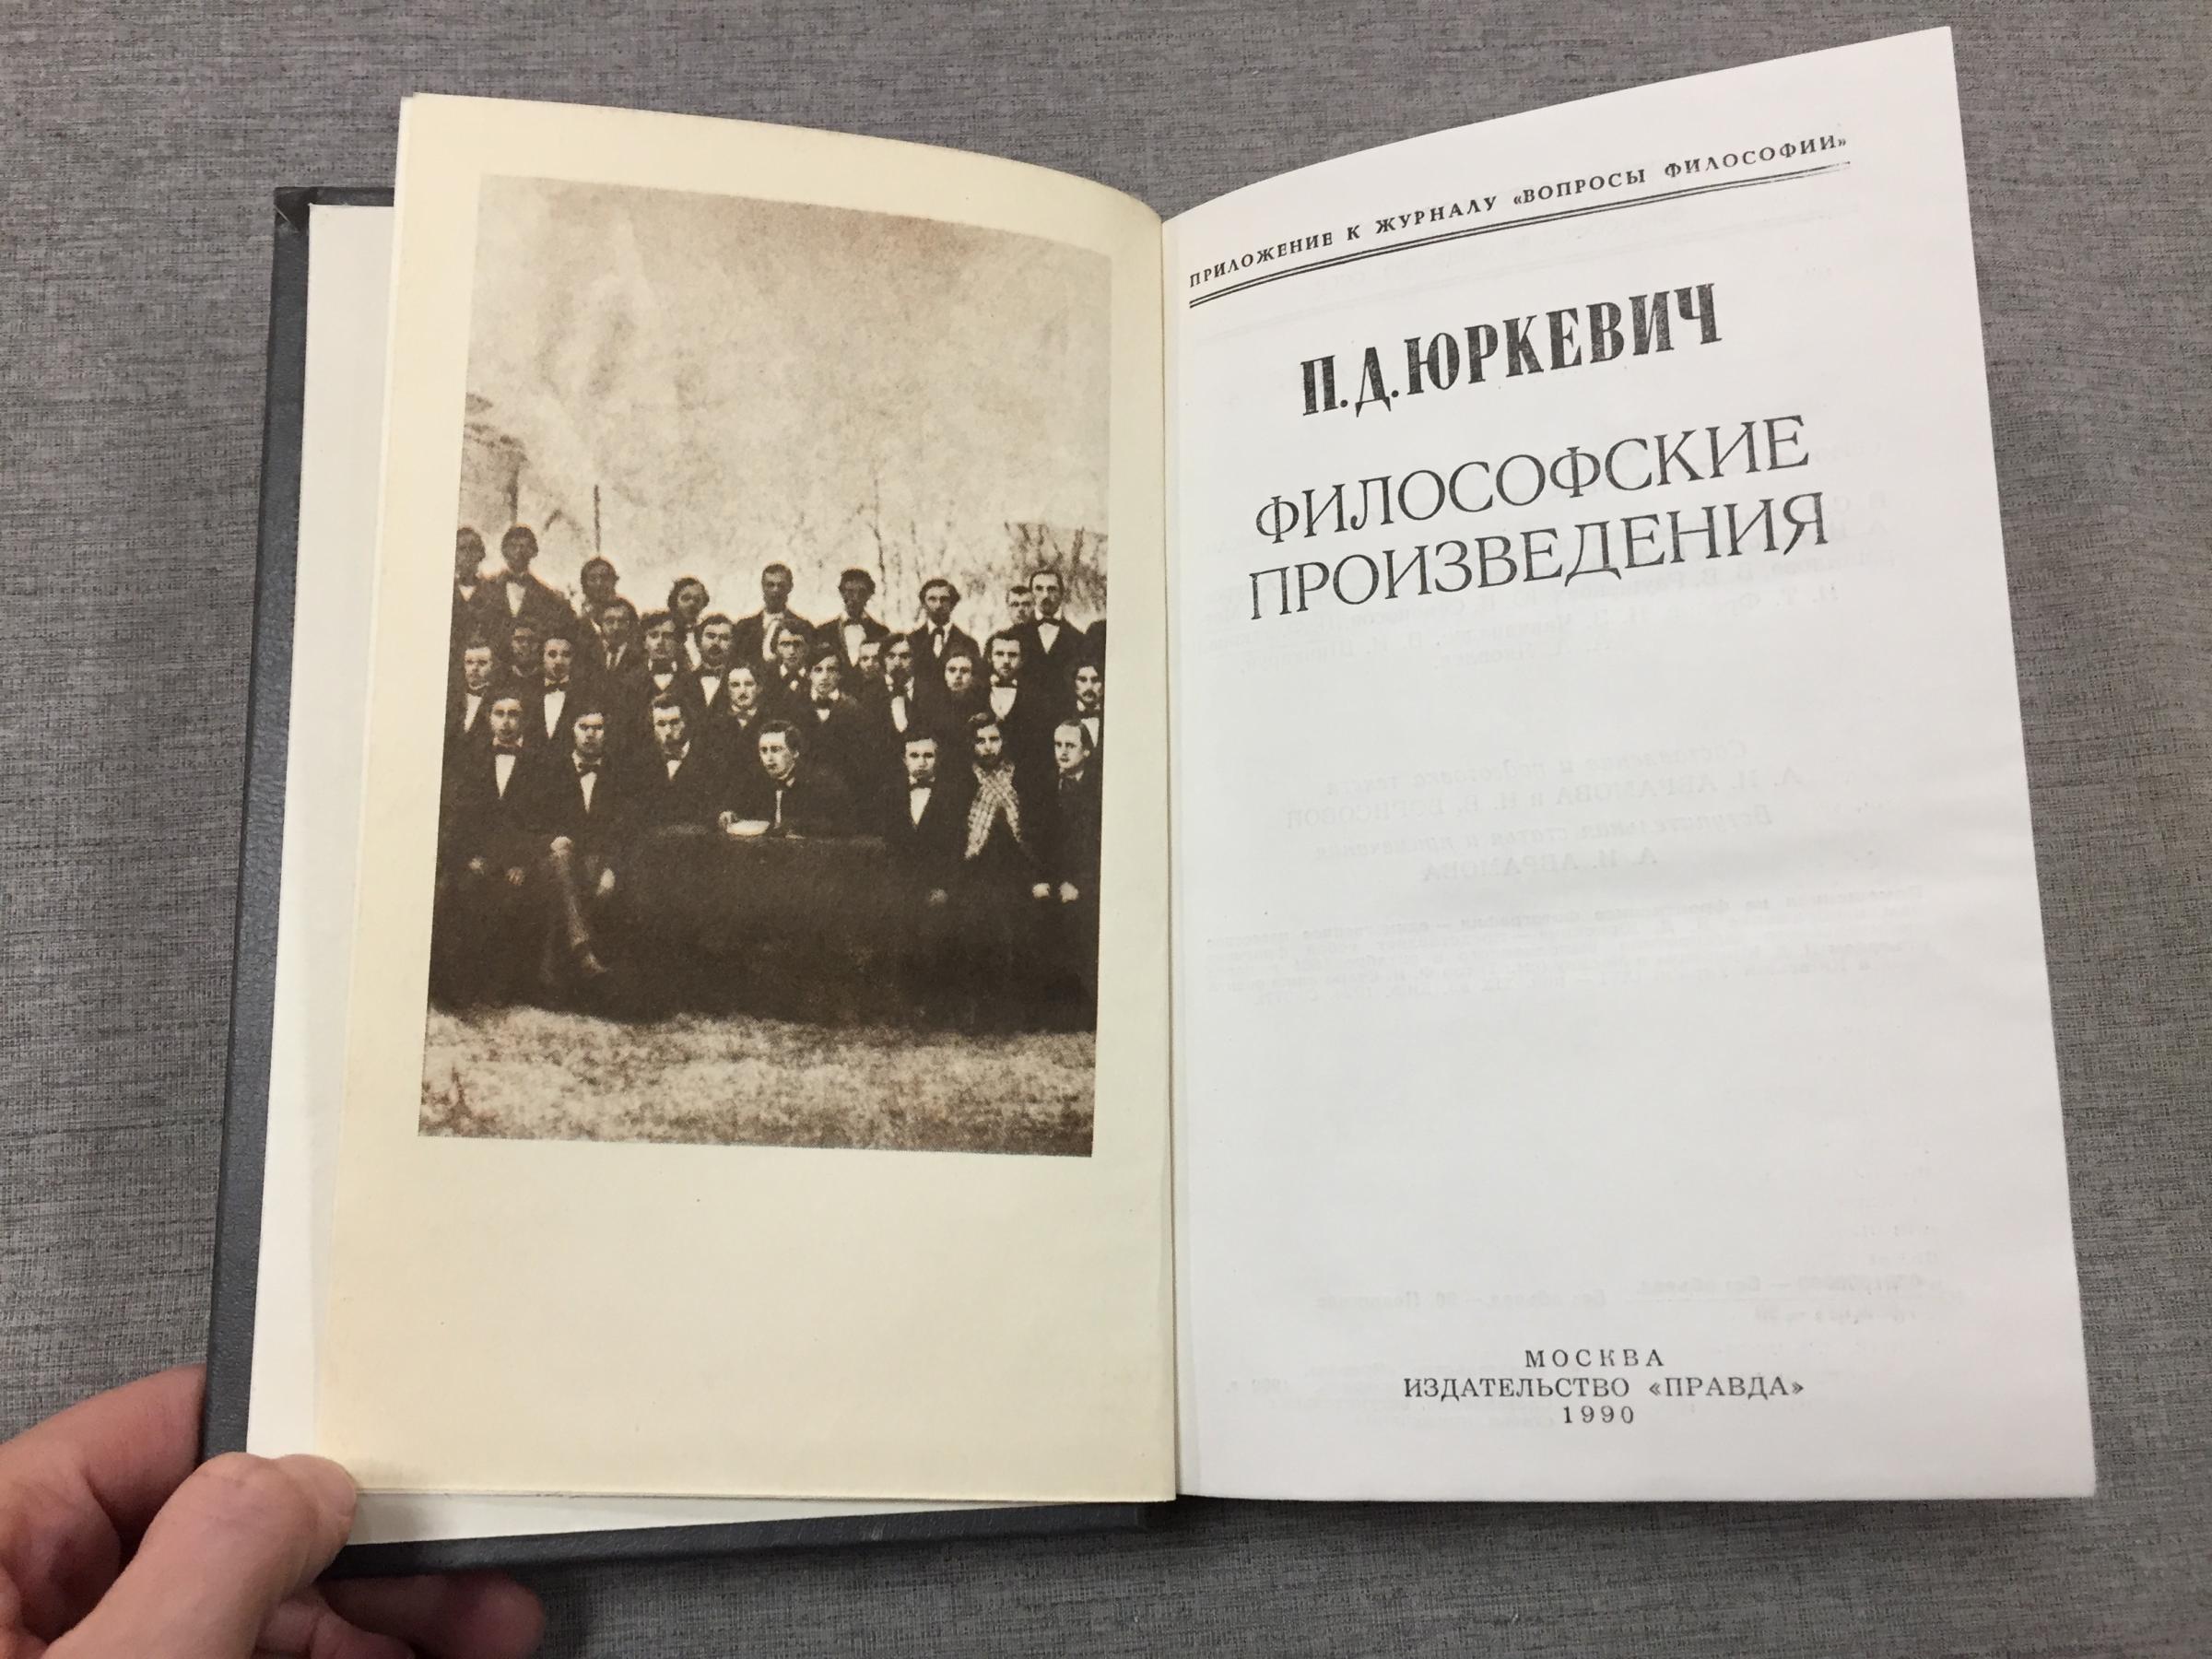 ПРИЛОЖЕНИЕ К ЖУРНАЛУ «ВОПРОСЫ ФИЛОСОФИИ»
П.Д.ЮРКЕВИЧ
ФИЛОСОФСКИЕ
ПРОИЗВЕДЕНИЯ
МОСКВА
ИЗДАТЕЛЬСТВО «ПРАВДА»
1990